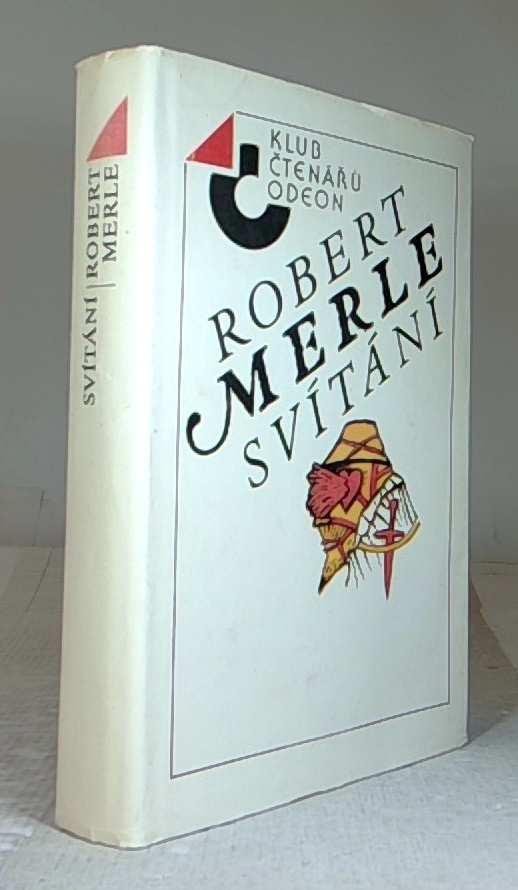 KLUB
ČTENÁŘŮ
ODEON
ROBERT
MERLE
SVÍTÁNÍ
SVÍTÁNÍ
ROBERT
MERLE